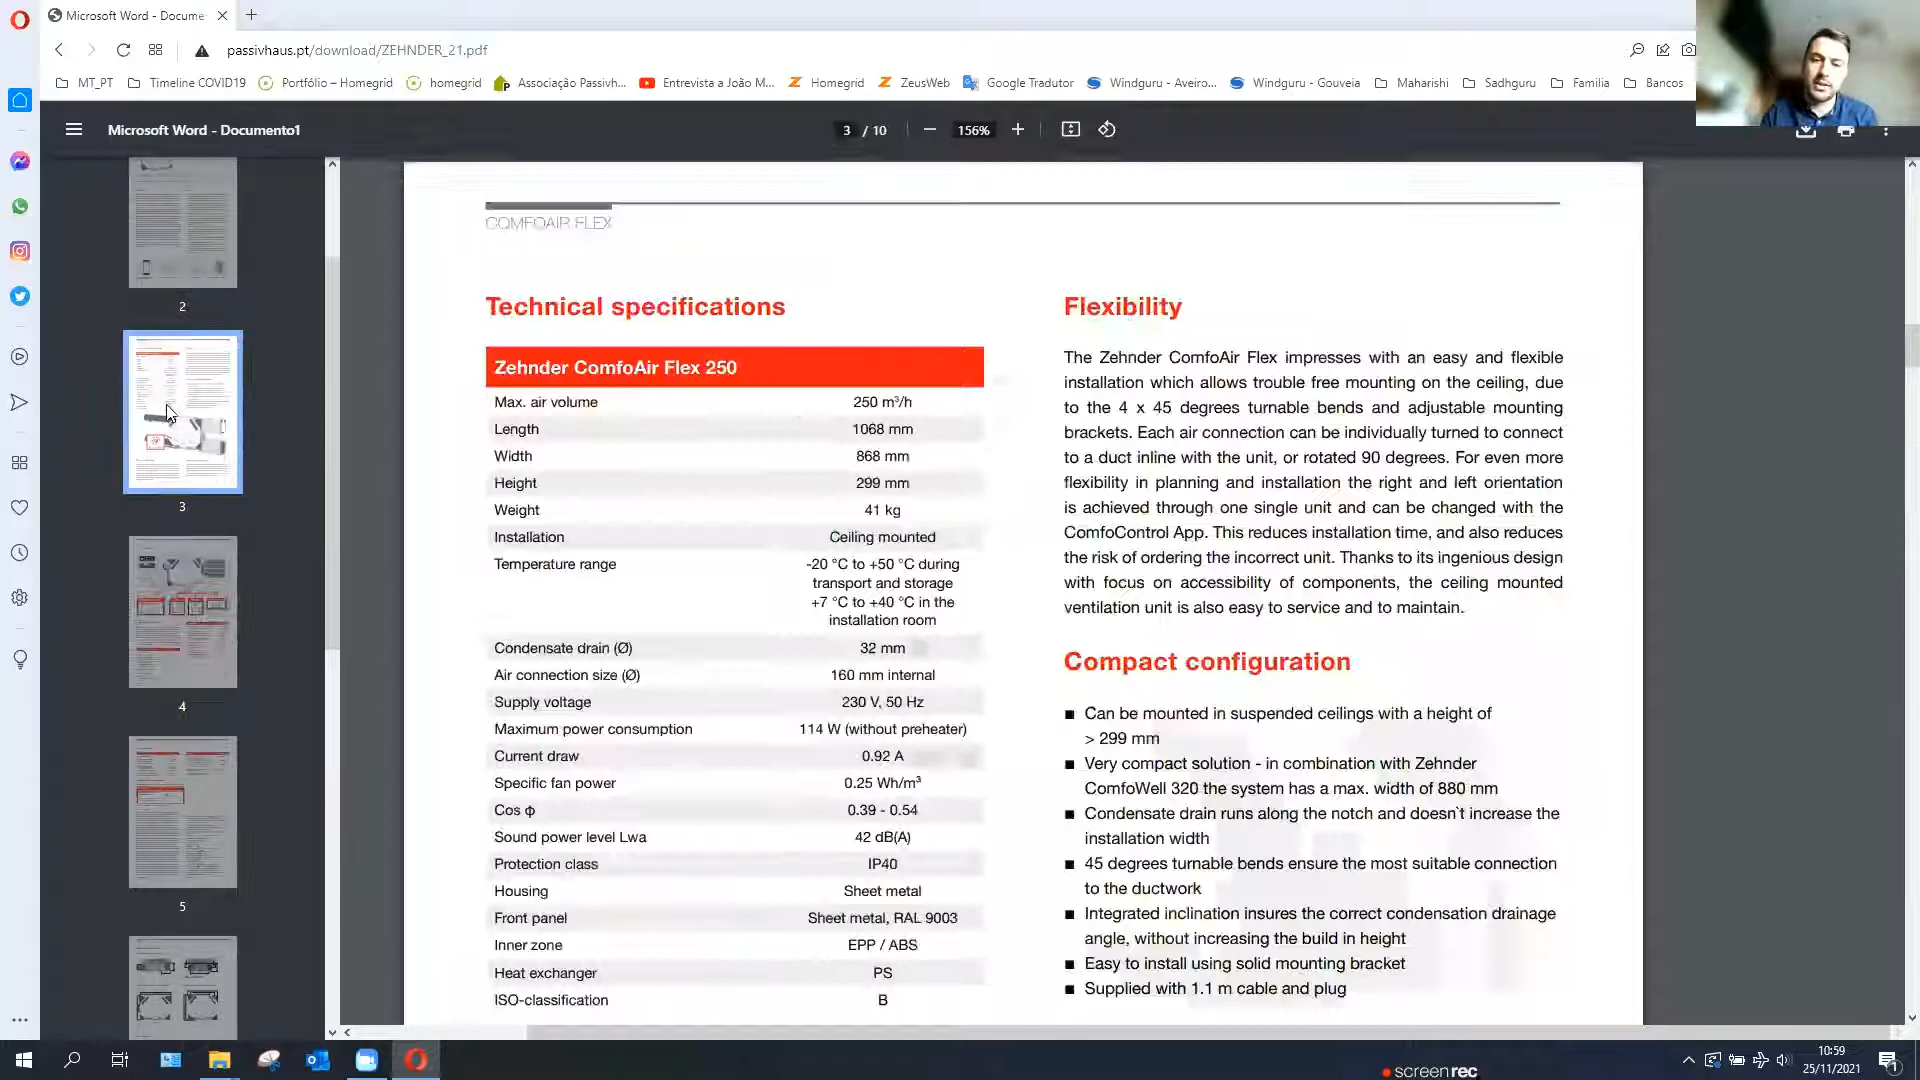 Microsoft Word - Docume
passivhaus.pt/download/ZEHNDER_21.pdf
MT_PT
Timeline COVID19
Portfólio – Homegrid
homegrid
Associação Passivh...
Entrevista a João M...
Homegrid
ZeusWeb
Google Tradutor
Windguru - Aveiro...
Windguru - Gouveia
Maharishi
Sadhguru
Familia
Bancos
Microsoft Word - Documento1
3 / 10
156%
2
3
4
5
COMFOAIR FLEX
Technical specifications
Zehnder ComfoAir Flex 250
Max. air volume 250 m³/h
Length 1068 mm
Width 868 mm
Height 299 mm
Weight 41 kg
Installation Ceiling mounted
Temperature range -20 °C to +50 °C during
transport and storage
+7 °C to +40 °C in the
installation room
Condensate drain (Ø) 32 mm
Air connection size (Ø) 160 mm internal
Supply voltage 230 V, 50 Hz
Maximum power consumption 114 W (without preheater)
Current draw 0.92 A
Specific fan power 0.25 Wh/m³
Cos ф 0.39 - 0.54
Sound power level Lwa 42 dB(A)
Protection class IP40
Housing Sheet metal
Front panel Sheet metal, RAL 9003
Inner zone EPP / ABS
Heat exchanger PS
ISO-classification B
Flexibility
The Zehnder ComfoAir Flex impresses with an easy and flexible
installation which allows trouble free mounting on the ceiling, due
to the 4 x 45 degrees turnable bends and adjustable mounting
brackets. Each air connection can be individually turned to connect
to a duct inline with the unit, or rotated 90 degrees. For even more
flexibility in planning and installation the right and left orientation
is achieved through one single unit and can be changed with the
ComfoControl App. This reduces installation time, and also reduces
the risk of ordering the incorrect unit. Thanks to its ingenious design
with focus on accessibility of components, the ceiling mounted
ventilation unit is also easy to service and to maintain.
Compact configuration
■ Can be mounted in suspended ceilings with a height of
> 299 mm
■ Very compact solution - in combination with Zehnder
ComfoWell 320 the system has a max. width of 880 mm
■ Condensate drain runs along the notch and doesn`t increase the
installation width
■ 45 degrees turnable bends ensure the most suitable connection
to the ductwork
■ Integrated inclination insures the correct condensation drainage
angle, without increasing the build in height
■ Easy to install using solid mounting bracket
■ Supplied with 1.1 m cable and plug
10:59
25/11/2021
1
screenrec